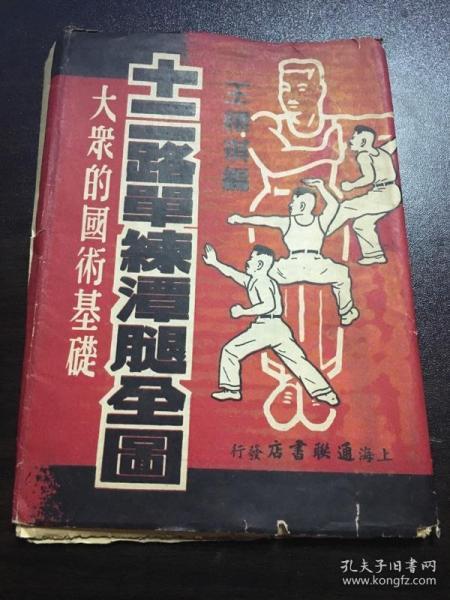 十二路單練潭腿全圖
大衆的國術基礎
編
上海通聯書店發行
孔夫子旧书网
www.kongfz.com